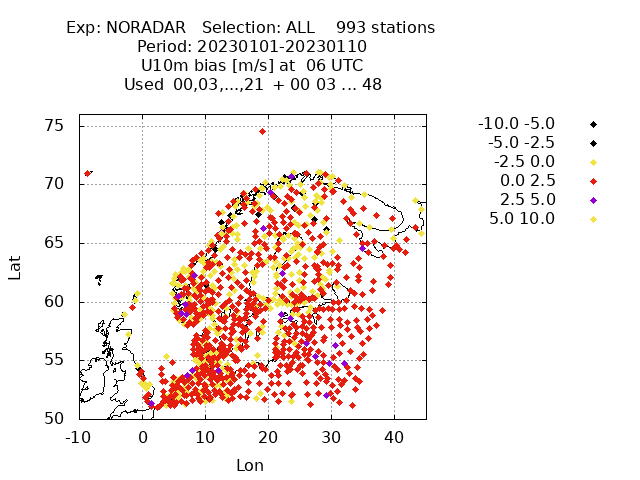 Exp: NORADAR   Selection: ALL    993 stations
Period: 20230101-20230110
U10m bias [m/s] at  06 UTC
Used  00,03,...,21  + 00 03 ... 48
-10.0 -5.0
-5.0 -2.5
-2.5 0.0
0.0 2.5
2.5 5.0
5.0 10.0
75
70
65
60
55
50
Lat
-10 0 10 20 30 40
Lon